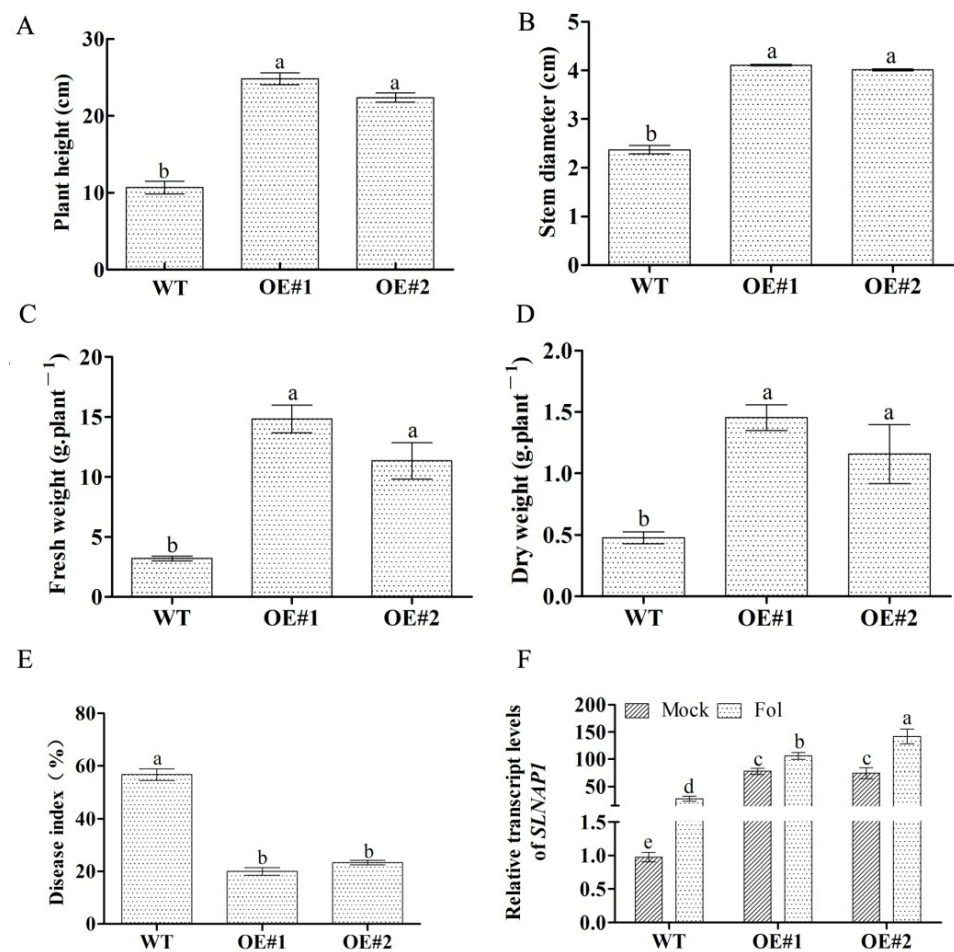 A
Plant height (cm)
30
20
10
0
b
a
a
WT OE#1 OE#2
B
Stem diameter (cm)
5
4
3
2
1
0
b
a
a
WT OE#1 OE#2
C
Fresh weight (g.plant⁻¹)
20
15
10
5
0
b
a
a
WT OE#1 OE#2
D
Dry weight (g.plant⁻¹)
2.0
1.5
1.0
0.5
0.0
b
a
a
WT OE#1 OE#2
E
Disease index ( %)
80
60
40
20
0
a
b
b
WT OE#1 OE#2
F
Relative transcript levels
of SLNAP1
Mock Fol
200
150
100
50
1.5
1.0
0.5
0.0
e
d
c
b
c
a
WT OE#1 OE#2